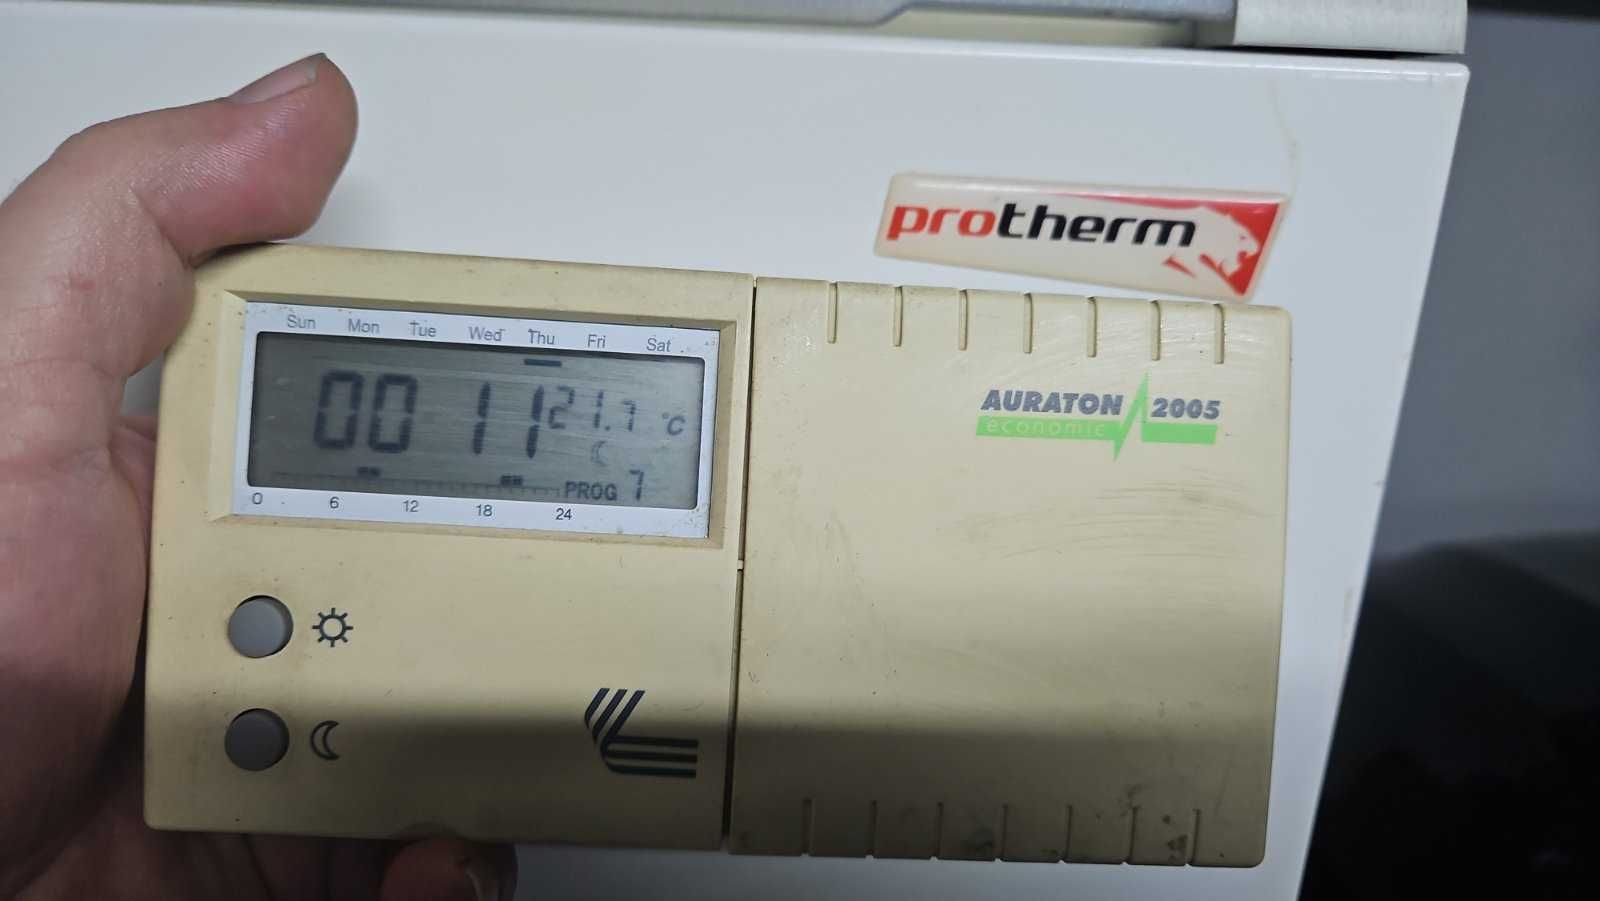 protherm
Sun Mon Tue Wed Thu Fri Sat
00 11 21.7 °C
PROG 7
0 6 12 18 24
AURATON 2005
economic